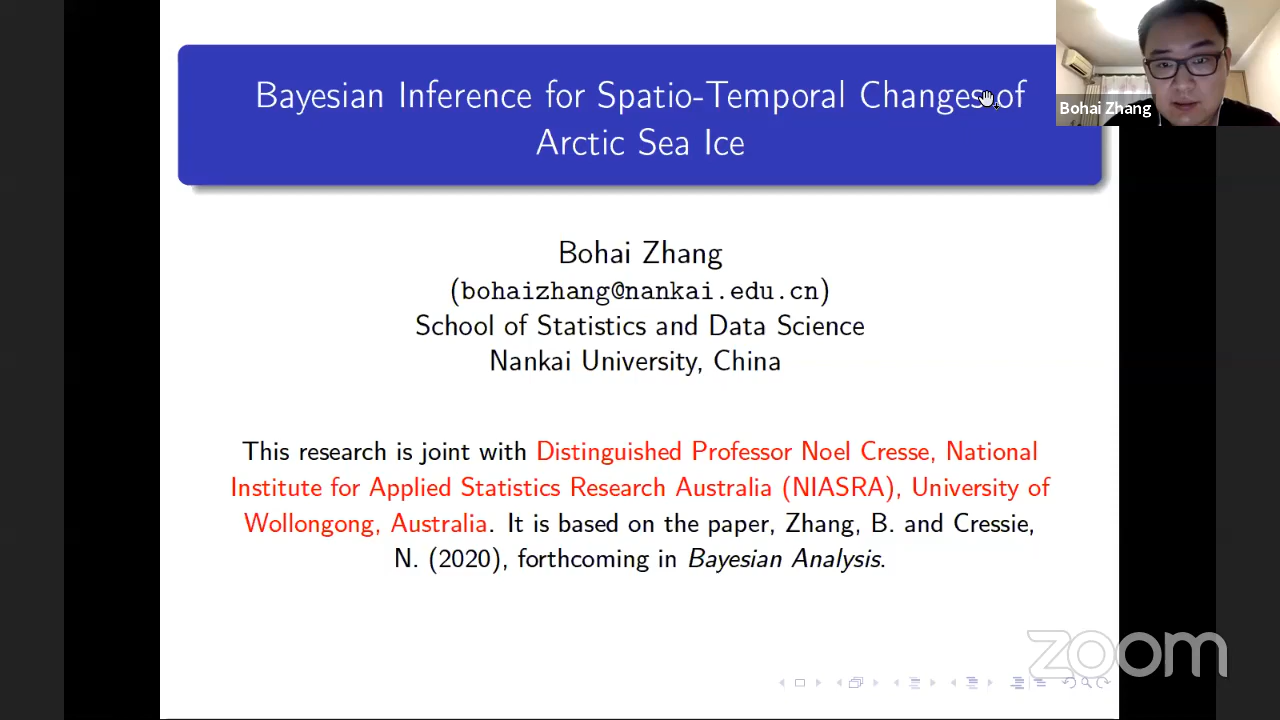 Bayesian Inference for Spatio-Temporal Changes of
Arctic Sea Ice
Bohai Zhang
Bohai Zhang
(bohaizhang@nankai.edu.cn)
School of Statistics and Data Science
Nankai University, China
This research is joint with Distinguished Professor Noel Cresse, National
Institute for Applied Statistics Research Australia (NIASRA), University of
Wollongong, Australia. It is based on the paper, Zhang, B. and Cressie,
N. (2020), forthcoming in Bayesian Analysis.
zoom